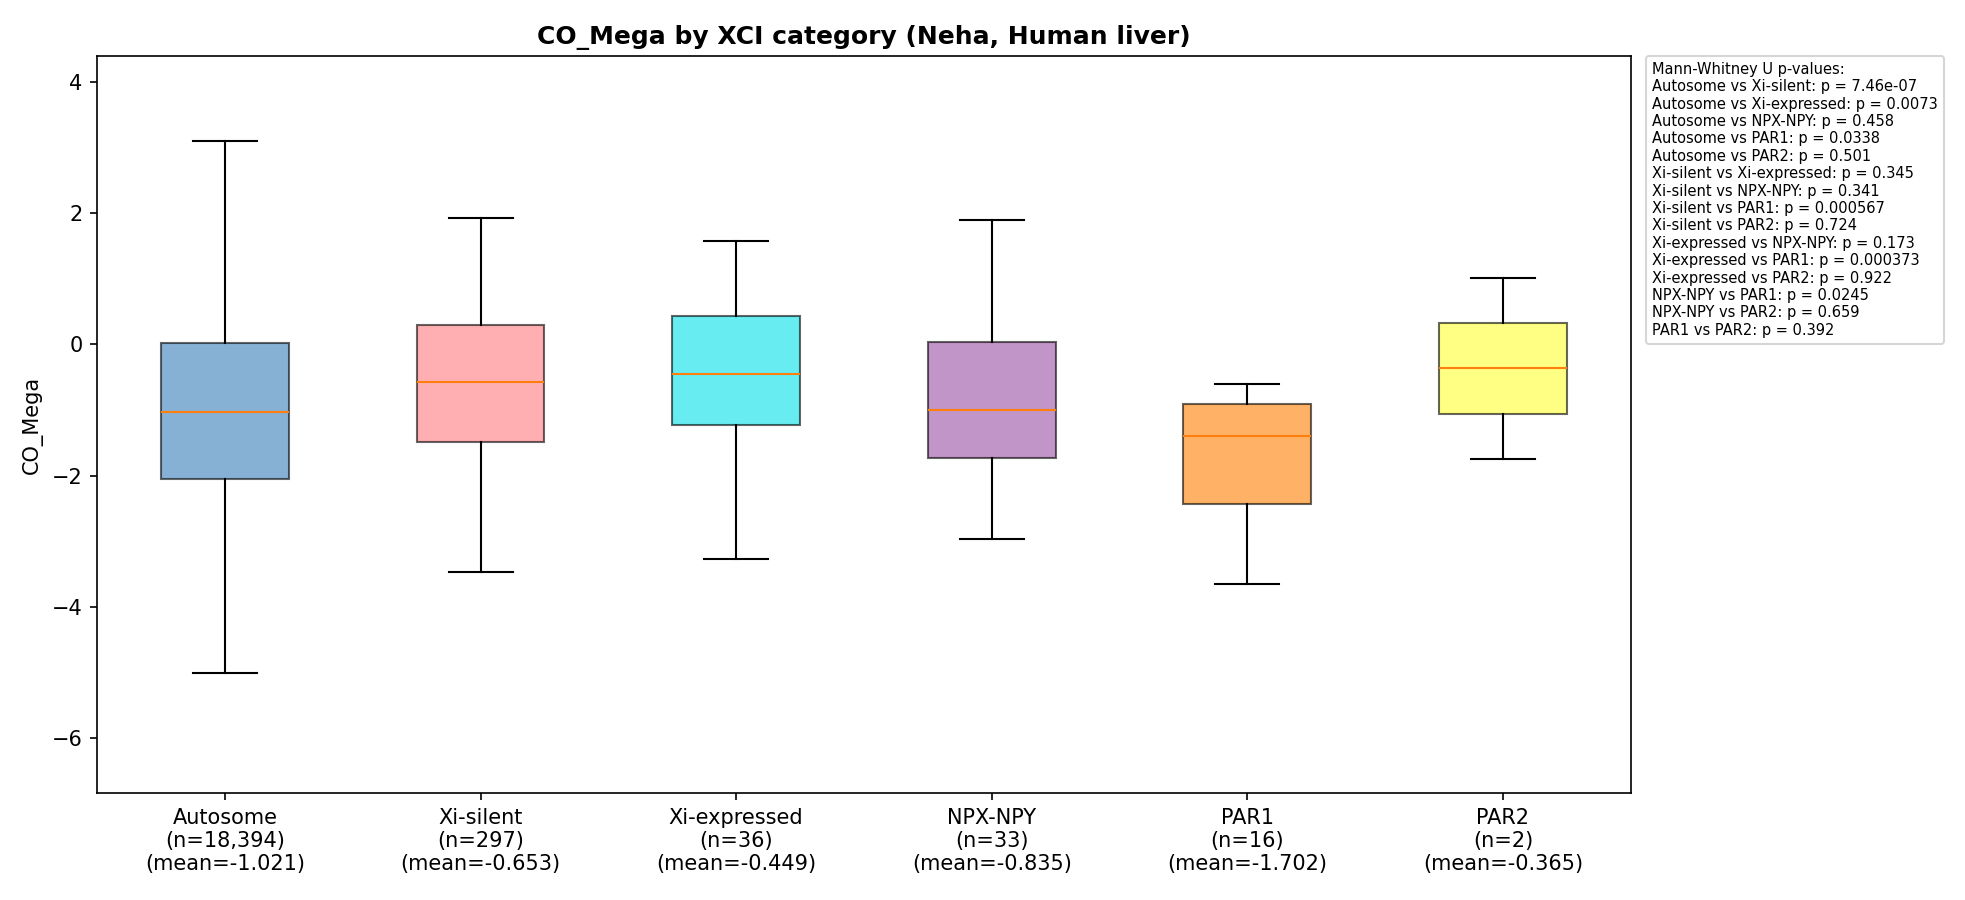 CO_Mega by XCI category (Neha, Human liver)
CO_Mega
4
2
0
−2
−4
−6
Autosome
(n=18,394)
(mean=-1.021)
Xi-silent
(n=297)
(mean=-0.653)
Xi-expressed
(n=36)
(mean=-0.449)
NPX-NPY
(n=33)
(mean=-0.835)
PAR1
(n=16)
(mean=-1.702)
PAR2
(n=2)
(mean=-0.365)
Mann-Whitney U p-values:
Autosome vs Xi-silent: p = 7.46e-07
Autosome vs Xi-expressed: p = 0.0073
Autosome vs NPX-NPY: p = 0.458
Autosome vs PAR1: p = 0.0338
Autosome vs PAR2: p = 0.501
Xi-silent vs Xi-expressed: p = 0.345
Xi-silent vs NPX-NPY: p = 0.341
Xi-silent vs PAR1: p = 0.000567
Xi-silent vs PAR2: p = 0.724
Xi-expressed vs NPX-NPY: p = 0.173
Xi-expressed vs PAR1: p = 0.000373
Xi-expressed vs PAR2: p = 0.922
NPX-NPY vs PAR1: p = 0.0245
NPX-NPY vs PAR2: p = 0.659
PAR1 vs PAR2: p = 0.392